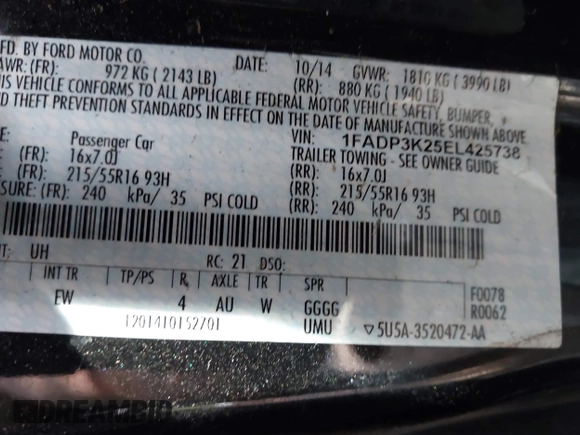 MFD. BY FORD MOTOR CO.
DATE: 10/14 GVWR: 1810 KG ( 3990 LB)
AWR: (FR): 972 KG ( 2143 LB) (RR): 880 KG ( 1940 LB)
IS VEHICLE CONFORMS TO ALL APPLICABLE FEDERAL MOTOR VEHICLE SAFETY, BUMPER, +
D THEFT PREVENTION STANDARDS IN EFFECT ON THE DATE OF MANUFACTURE SHOWN ABOVE
E: Passenger Car VIN: 1FADP3K25EL425738
TRAILER TOWING - SEE OWNER GUIDE
(FR): 16x7.0J (RR): 16x7.0J
(FR): 215/55R16 93H (RR): 215/55R16 93H
SURE: (FR): 240 kPa/ 35 PSI COLD (RR): 240 kPa/ 35 PSI COLD
NT: UH RC: 21 DSO:
INT TR TP/PS R AXLE TR SPR
EW 4 AU W GGGG F0078
R0062
1201410152701 UMU ▽5U5A-3520472-AA
DREAMBID